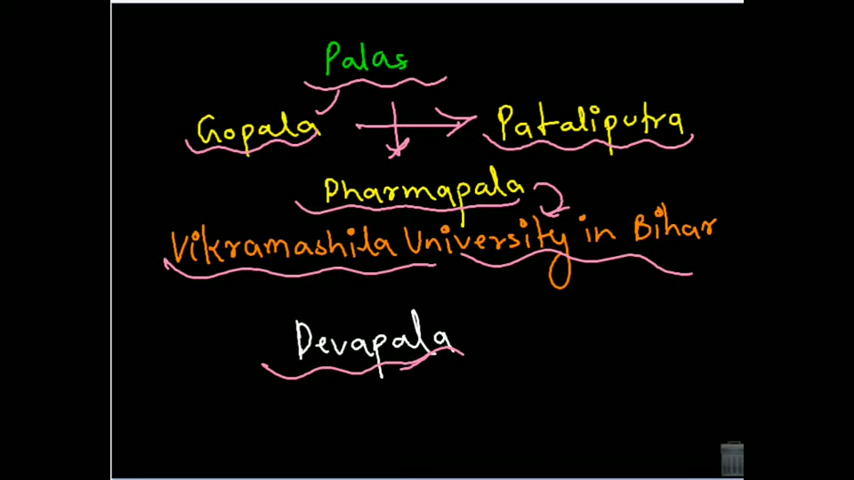 Palas
Gopala Pataliputra
Dharmapala
Vikramashila University in Bihar
Devapala